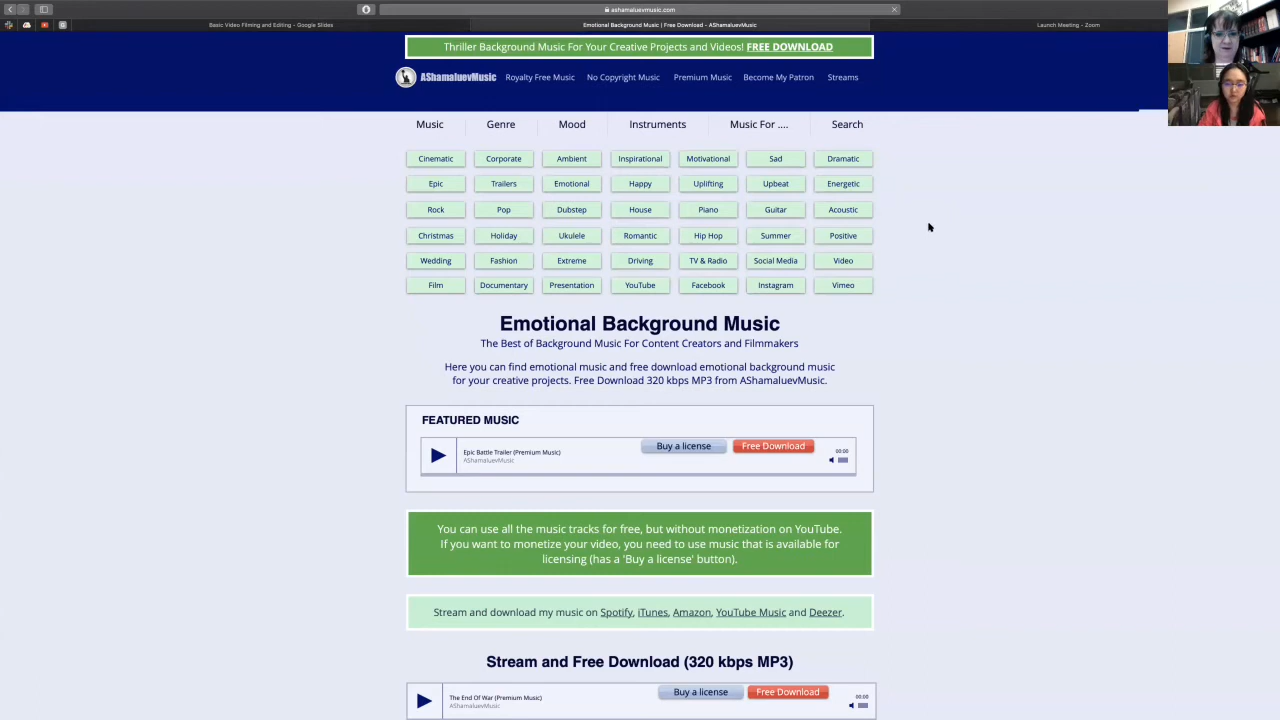 ashamaluevmusic.com
Basic Video Filming and Editing - Google Slides
Emotional Background Music | Free Download - AShamaluevMusic
Launch Meeting - Zoom
Thriller Background Music For Your Creative Projects and Videos! FREE DOWNLOAD
AShamaluevMusic Royalty Free Music No Copyright Music Premium Music Become My Patron Streams
Music Genre Mood Instruments Music For .... Search
Cinematic Corporate Ambient Inspirational Motivational Sad Dramatic
Epic Trailers Emotional Happy Uplifting Upbeat Energetic
Rock Pop Dubstep House Piano Guitar Acoustic
Christmas Holiday Ukulele Romantic Hip Hop Summer Positive
Wedding Fashion Extreme Driving TV & Radio Social Media Video
Film Documentary Presentation YouTube Facebook Instagram Vimeo
Emotional Background Music
The Best of Background Music For Content Creators and Filmmakers
Here you can find emotional music and free download emotional background music
for your creative projects. Free Download 320 kbps MP3 from AShamaluevMusic.
FEATURED MUSIC
Buy a license Free Download
Epic Battle Trailer (Premium Music) 00:00
AShamaluevMusic
You can use all the music tracks for free, but without monetization on YouTube.
If you want to monetize your video, you need to use music that is available for
licensing (has a 'Buy a license' button).
Stream and download my music on Spotify, iTunes, Amazon, YouTube Music and Deezer.
Stream and Free Download (320 kbps MP3)
Buy a license Free Download
The End Of War (Premium Music) 00:00
AShamaluevMusic